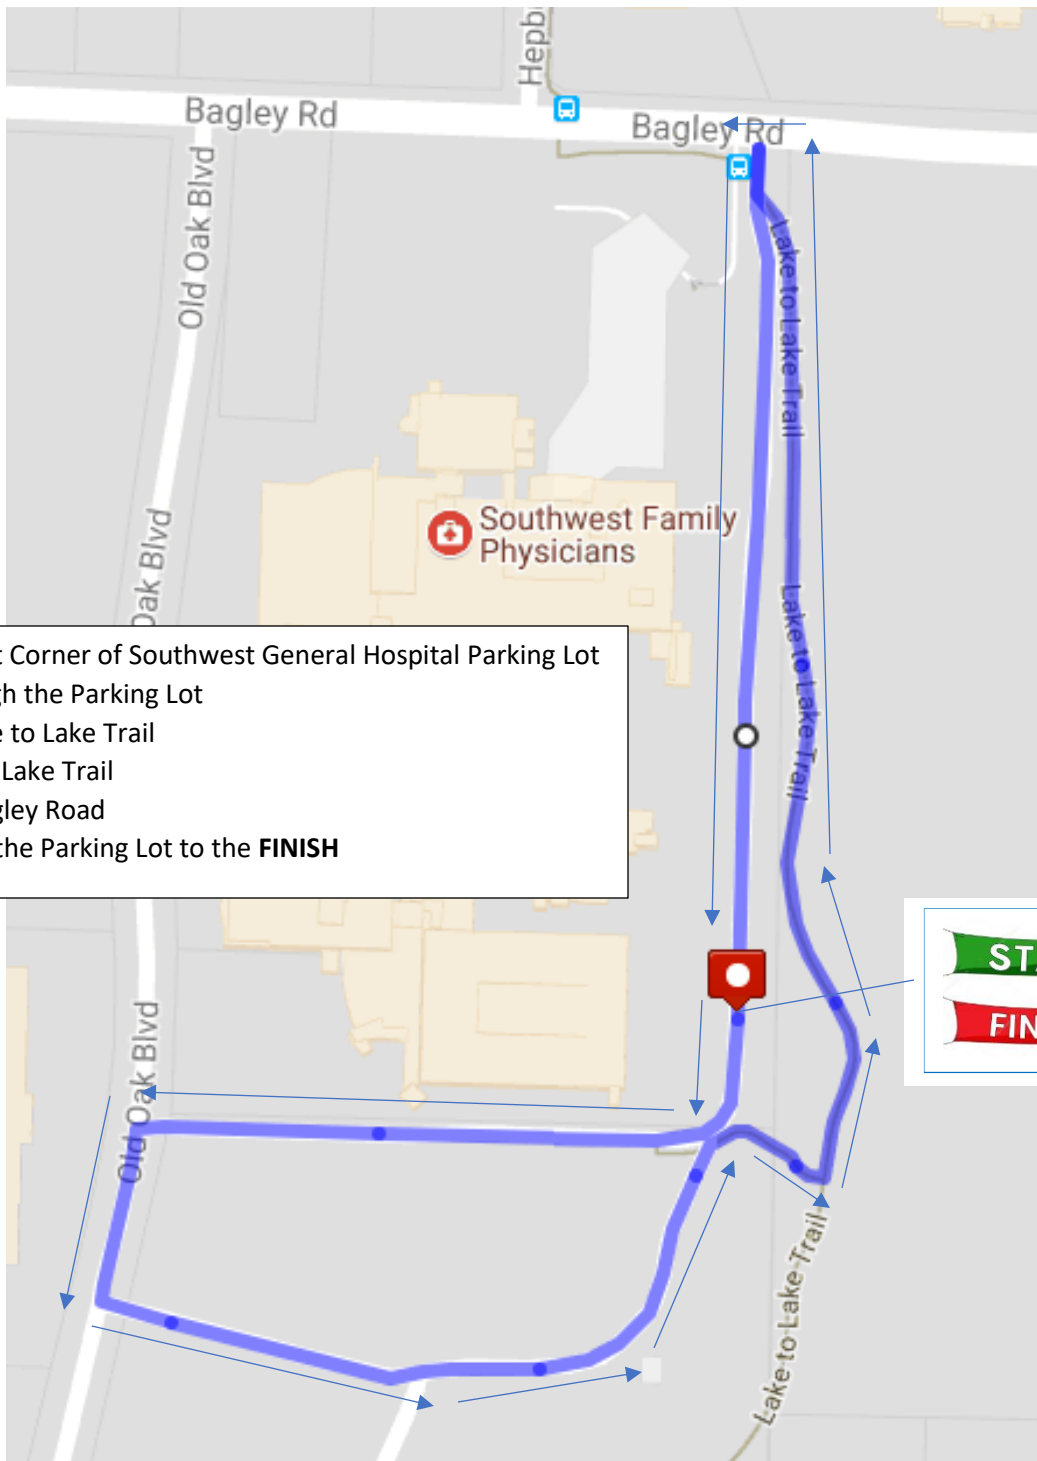 Hepb
Bagley Rd
Bagley Rd
Old Oak Blvd
Lake to Lake Trail
Southwest Family
Physicians
Oak Blvd
Lake to Lake Trail
t Corner of Southwest General Hospital Parking Lot
gh the Parking Lot
e to Lake Trail
Lake Trail
gley Road
the Parking Lot to the FINISH
STA
FIN
Old Oak Blvd
Lake to Lake Trail